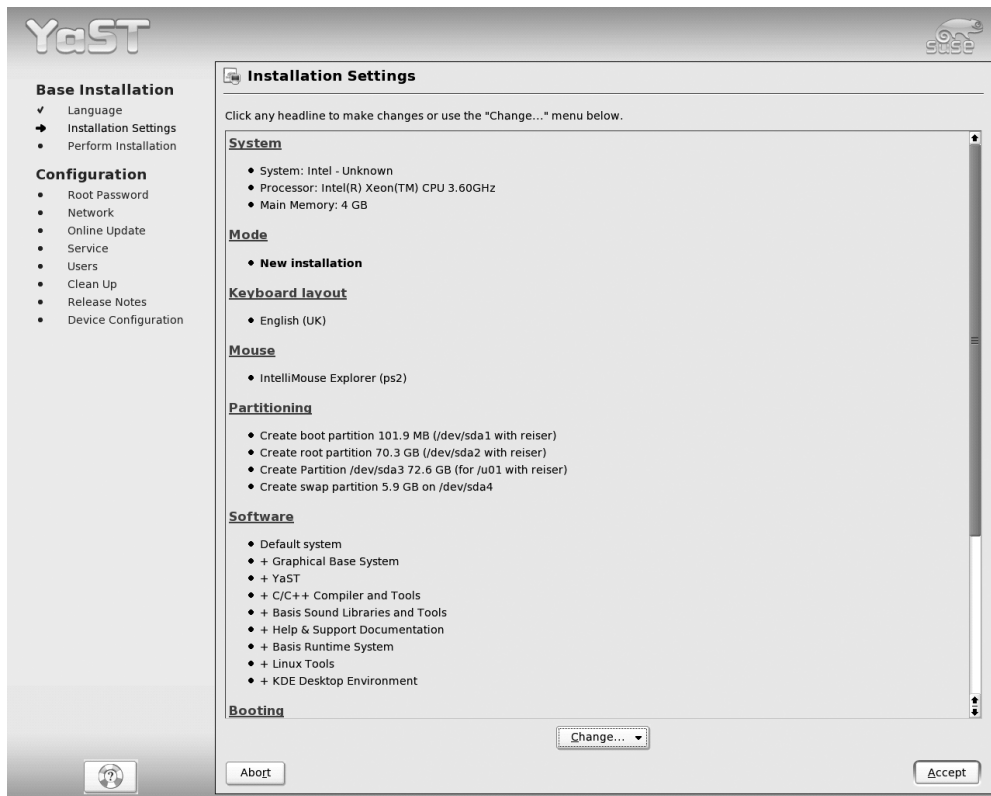 YaST
SUSE
Base Installation
Language
Installation Settings
Perform Installation
Configuration
Root Password
Network
Online Update
Service
Users
Clean Up
Release Notes
Device Configuration
Installation Settings
Click any headline to make changes or use the "Change..." menu below.
System
System: Intel - Unknown
Processor: Intel(R) Xeon(TM) CPU 3.60GHz
Main Memory: 4 GB
Mode
New installation
Keyboard layout
English (UK)
Mouse
IntelliMouse Explorer (ps2)
Partitioning
Create boot partition 101.9 MB (/dev/sda1 with reiser)
Create root partition 70.3 GB (/dev/sda2 with reiser)
Create Partition /dev/sda3 72.6 GB (for /u01 with reiser)
Create swap partition 5.9 GB on /dev/sda4
Software
Default system
+ Graphical Base System
+ YaST
+ C/C++ Compiler and Tools
+ Basis Sound Libraries and Tools
+ Help & Support Documentation
+ Basis Runtime System
+ Linux Tools
+ KDE Desktop Environment
Booting
Change...
Abort
Accept